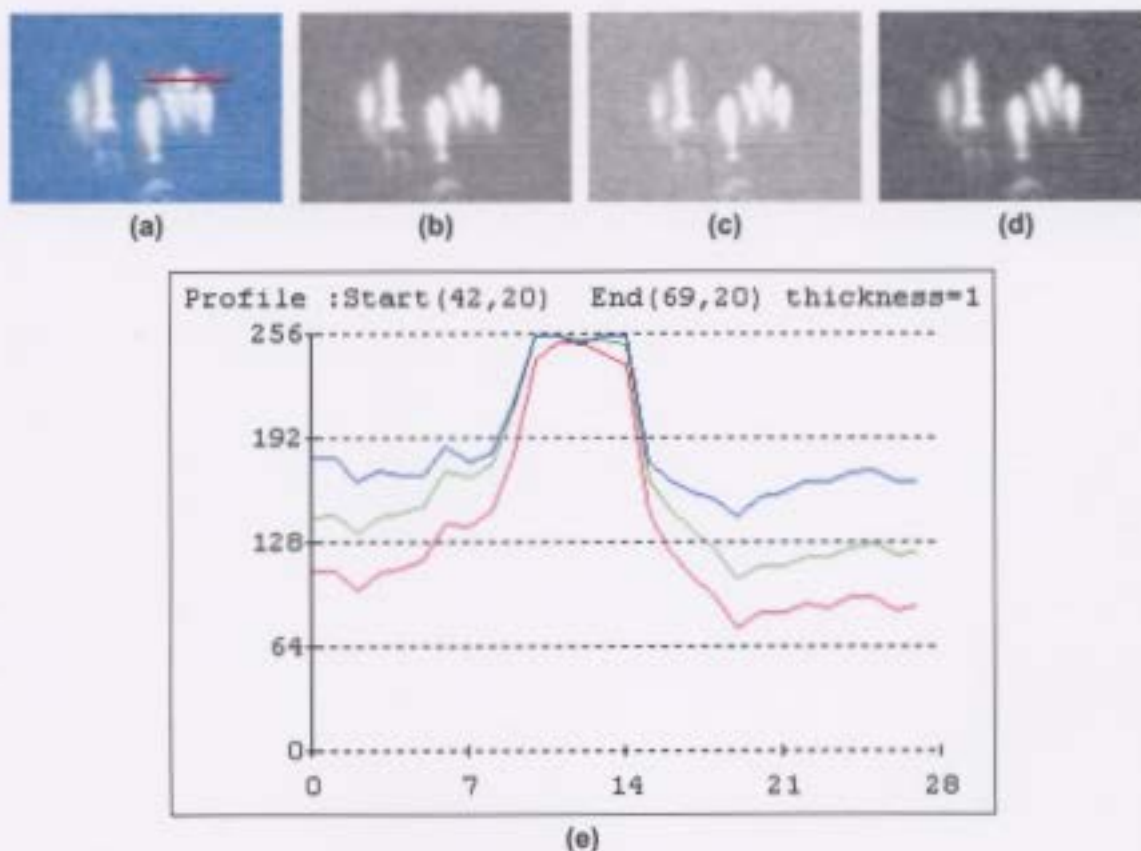 (a) (b) (c) (d)
Profile :Start(42,20) End(69,20) thickness=1
256
192
128
64
0
0 7 14 21 28
(e)